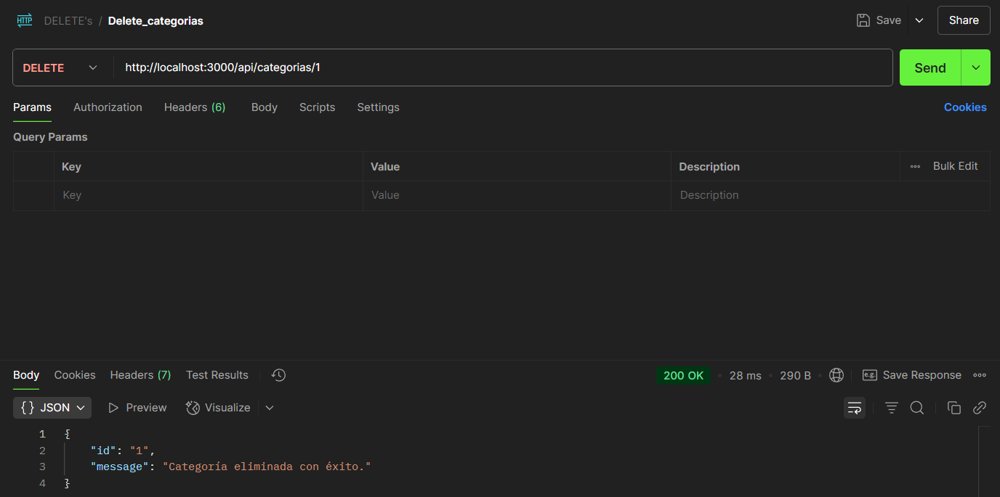 HTTP DELETE's / Delete_categorias Save Share
DELETE http://localhost:3000/api/categorias/1 Send
Params Authorization Headers (6) Body Scripts Settings Cookies
Query Params
Key Value Description Bulk Edit
Key Value Description
Body Cookies Headers (7) Test Results 200 OK 28 ms 290 B e.g. Save Response
{} JSON Preview Visualize
1 {
2 "id": "1",
3 "message": "Categoría eliminada con éxito."
4 }